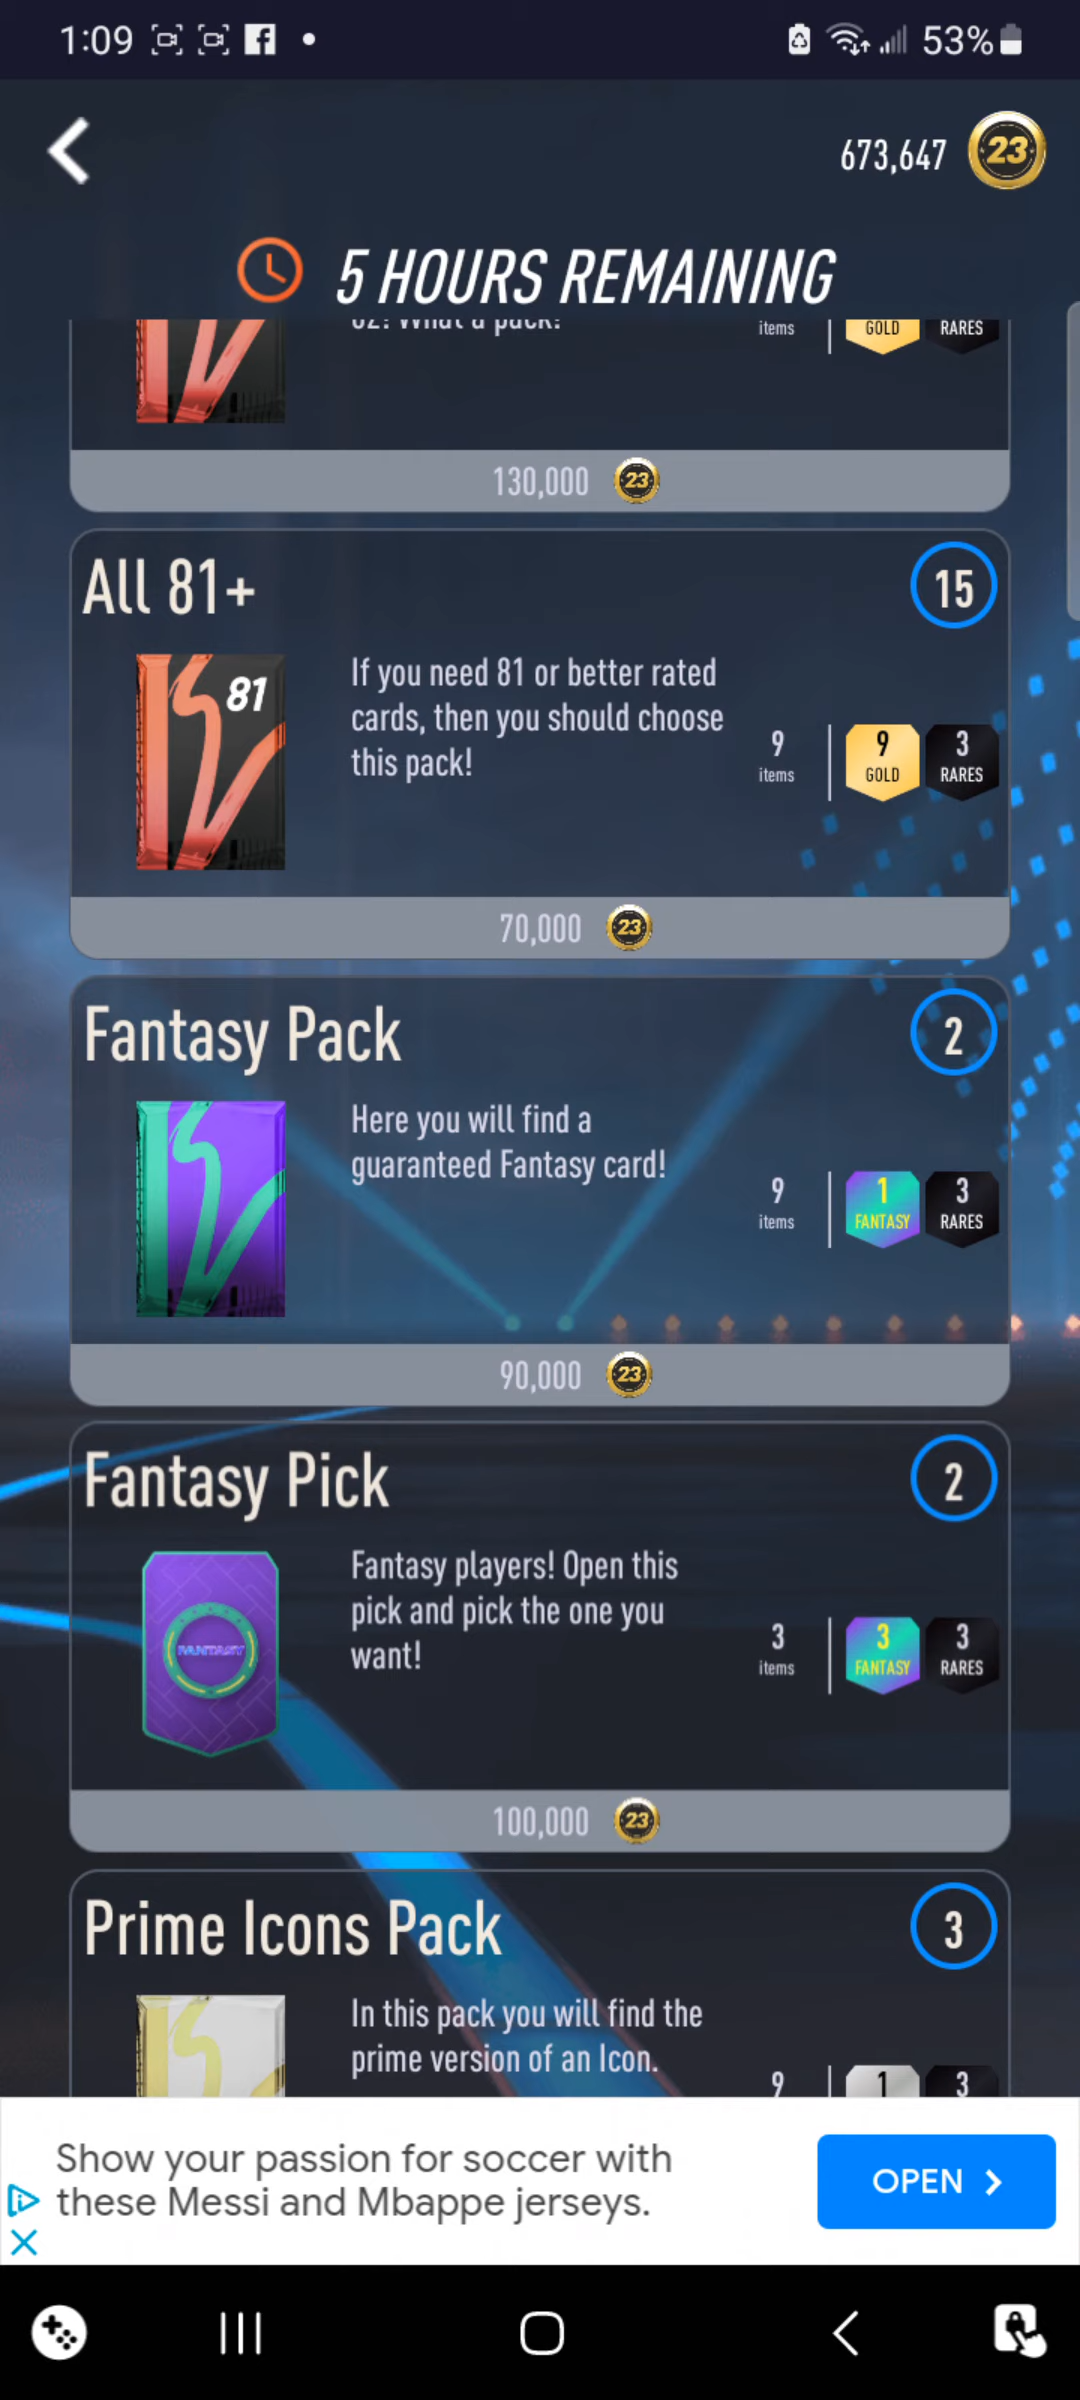 1:09
53%
673,647
23
5 HOURS REMAINING
82! What a pack!
items
GOLD
RARES
130,000
23
All 81+
15
81
If you need 81 or better rated
cards, then you should choose
this pack!
9
items
9
GOLD
3
RARES
70,000
23
Fantasy Pack
2
Here you will find a
guaranteed Fantasy card!
9
items
1
FANTASY
3
RARES
90,000
23
Fantasy Pick
2
FANTASY
Fantasy players! Open this
pick and pick the one you
want!
3
items
3
FANTASY
3
RARES
100,000
23
Prime Icons Pack
3
In this pack you will find the
prime version of an Icon.
9
1
3
Show your passion for soccer with
these Messi and Mbappe jerseys.
OPEN